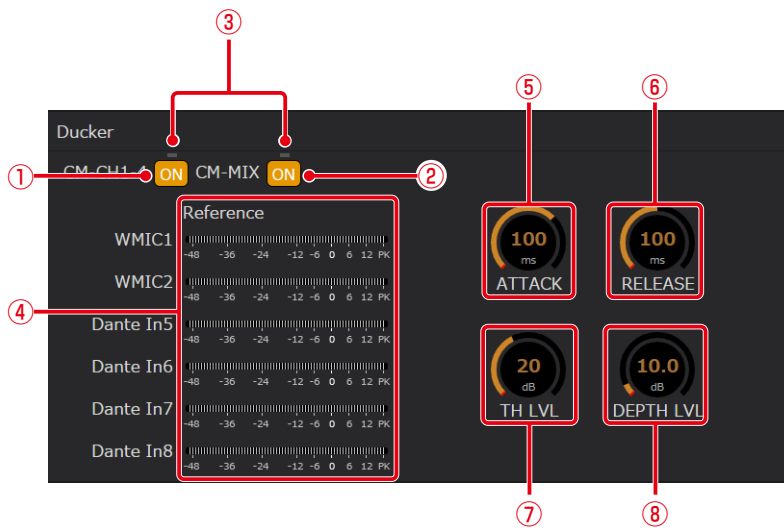 ③
⑤ ⑥
Ducker
① CM-CH1-4 ON CM-MIX ON ②
Reference
WMIC1
-48 -36 -24 -12 -6 0 6 12 PK
WMIC2
-48 -36 -24 -12 -6 0 6 12 PK
④ Dante In5
-48 -36 -24 -12 -6 0 6 12 PK
Dante In6
-48 -36 -24 -12 -6 0 6 12 PK
Dante In7
-48 -36 -24 -12 -6 0 6 12 PK
Dante In8
-48 -36 -24 -12 -6 0 6 12 PK
100
ms
ATTACK
100
ms
RELEASE
20
dB
TH LVL
10.0
dB
DEPTH LVL
⑦ ⑧